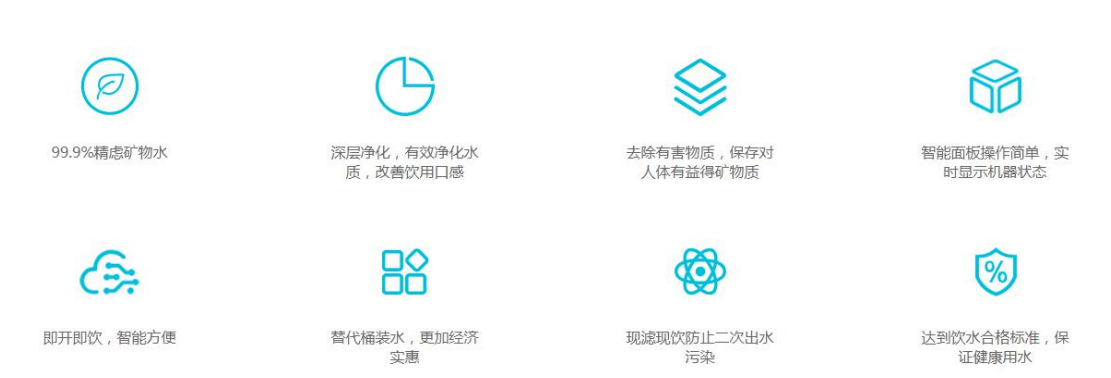 99.9%精虑矿物水
深层净化，有效净化水
质，改善饮用口感
去除有害物质，保存对
人体有益得矿物质
智能面板操作简单，实
时显示机器状态
即开即饮，智能方便
替代桶装水，更加经济
实惠
现滤现饮防止二次出水
污染
达到饮水合格标准，保
证健康用水